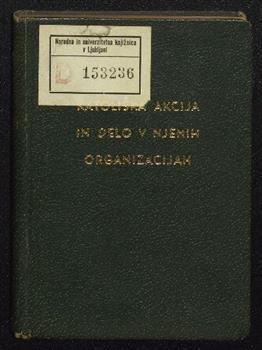 Narodna in univerzitetna knjižnica
v Ljubljani
D 153236
KATOLIŠKA AKCIJA
IN DELO V NJENIH
ORGANIZACIJAH